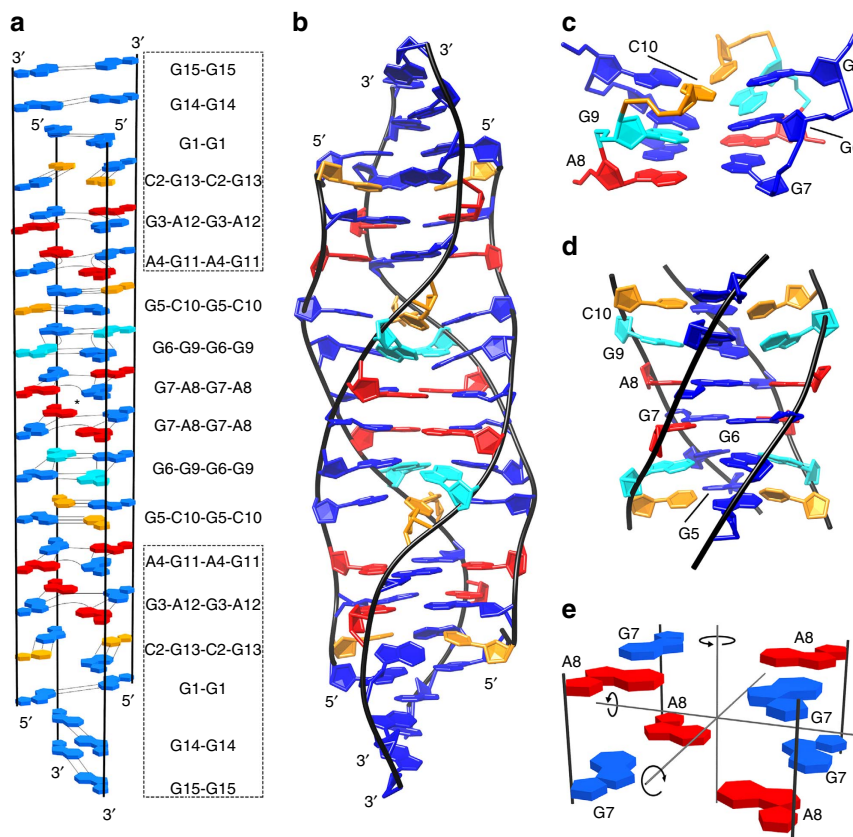 a
3′
3′
G15-G15
G14-G14
5′
5′
G1-G1
C2-G13-C2-G13
G3-A12-G3-A12
A4-G11-A4-G11
G5-C10-G5-C10
G6-G9-G6-G9
G7-A8-G7-A8
*
G7-A8-G7-A8
G6-G9-G6-G9
G5-C10-G5-C10
A4-G11-A4-G11
G3-A12-G3-A12
C2-G13-C2-G13
G1-G1
5′
5′
G14-G14
3′
G15-G15
3′
b
3′
3′
5′
5′
5′
5′
3′
3′
c
C10
G9
A8
G7
d
C10
G9
A8
G7
G6
G5
e
G7
A8
A8
A8
G7
G7
G7
A8